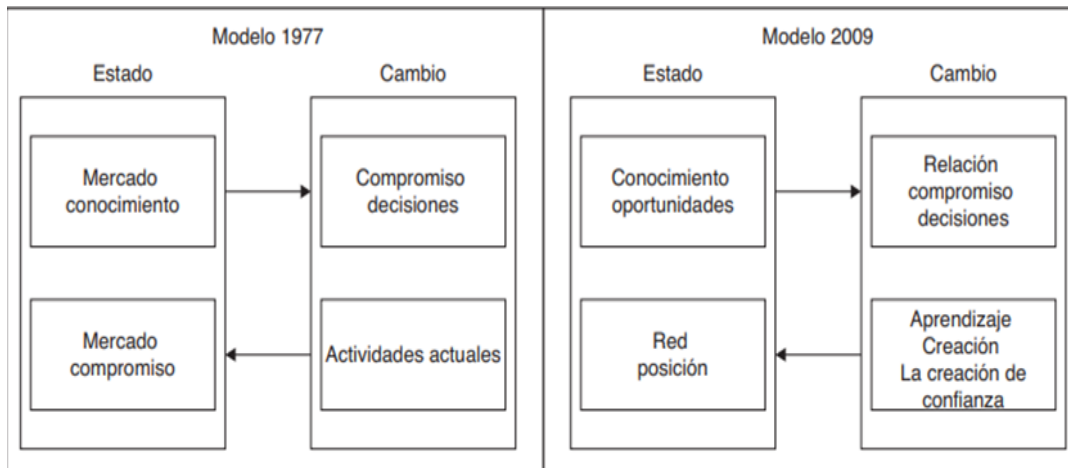 Modelo 1977
Estado
Cambio
Mercado
conocimiento
Compromiso
decisiones
Mercado
compromiso
Actividades actuales
Modelo 2009
Estado
Cambio
Conocimiento
oportunidades
Relación
compromiso
decisiones
Red
posición
Aprendizaje
Creación
La creación de
confianza